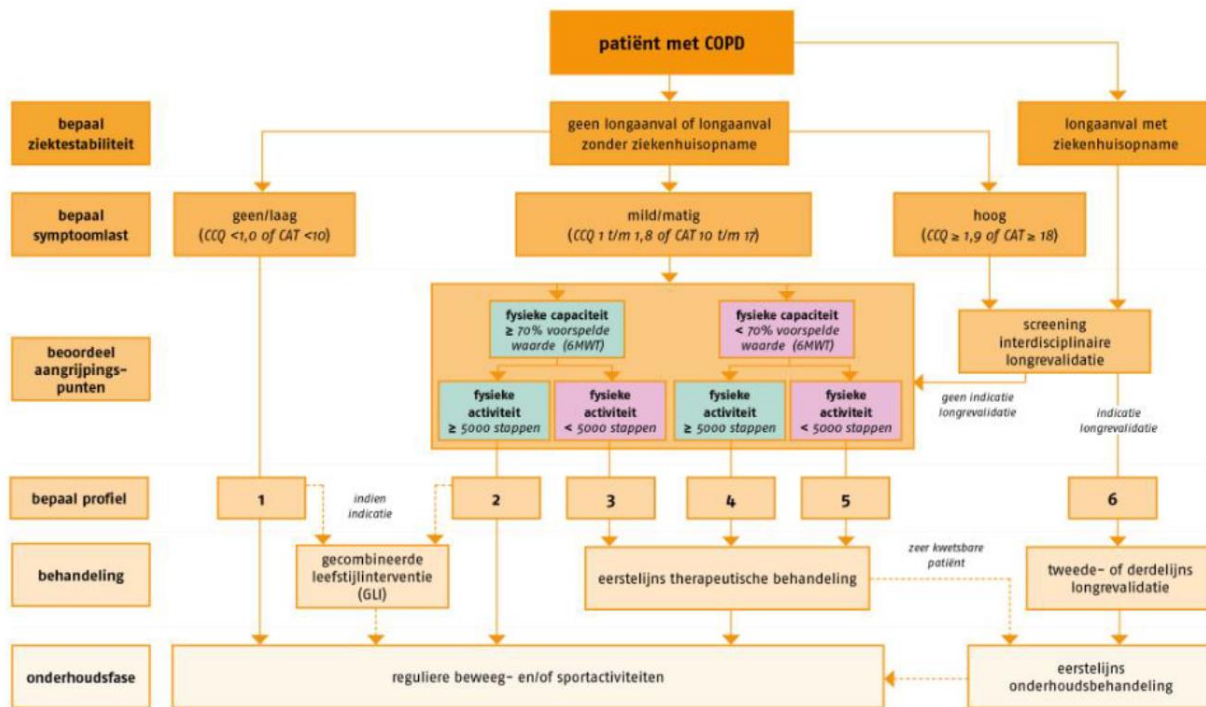 patiënt met COPD
bepaal
ziektestabiliteit
geen longaanval of longaanval
zonder ziekenhuisopname
longaanval met
ziekenhuisopname
bepaal
symptoomlast
geen/laag
(CCQ <1,0 of CAT <10)
mild/matig
(CCQ 1 t/m 1,8 of CAT 10 t/m 17)
hoog
(CCQ ≥ 1,9 of CAT ≥ 18)
beoordeel
aangrijpings-
punten
fysieke capaciteit
≥ 70% voorspelde
waarde (6MWT)
fysieke capaciteit
< 70% voorspelde
waarde (6MWT)
screening
interdisciplinaire
longrevalidatie
fysieke
activiteit
≥ 5000 stappen
fysieke
activiteit
< 5000 stappen
fysieke
activiteit
≥ 5000 stappen
fysieke
activiteit
< 5000 stappen
geen indicatie
longrevalidatie
indicatie
longrevalidatie
bepaal profiel
1
indien
indicatie
2
3
4
5
6
behandeling
gecombineerde
leefstijlinterventie
(GLI)
eerstelijns therapeutische behandeling
zeer kwetsbare
patiënt
tweede- of derdelijns
longrevalidatie
onderhoudsfase
reguliere beweeg- en/of sportactiviteiten
eerstelijns
onderhoudsbehandeling